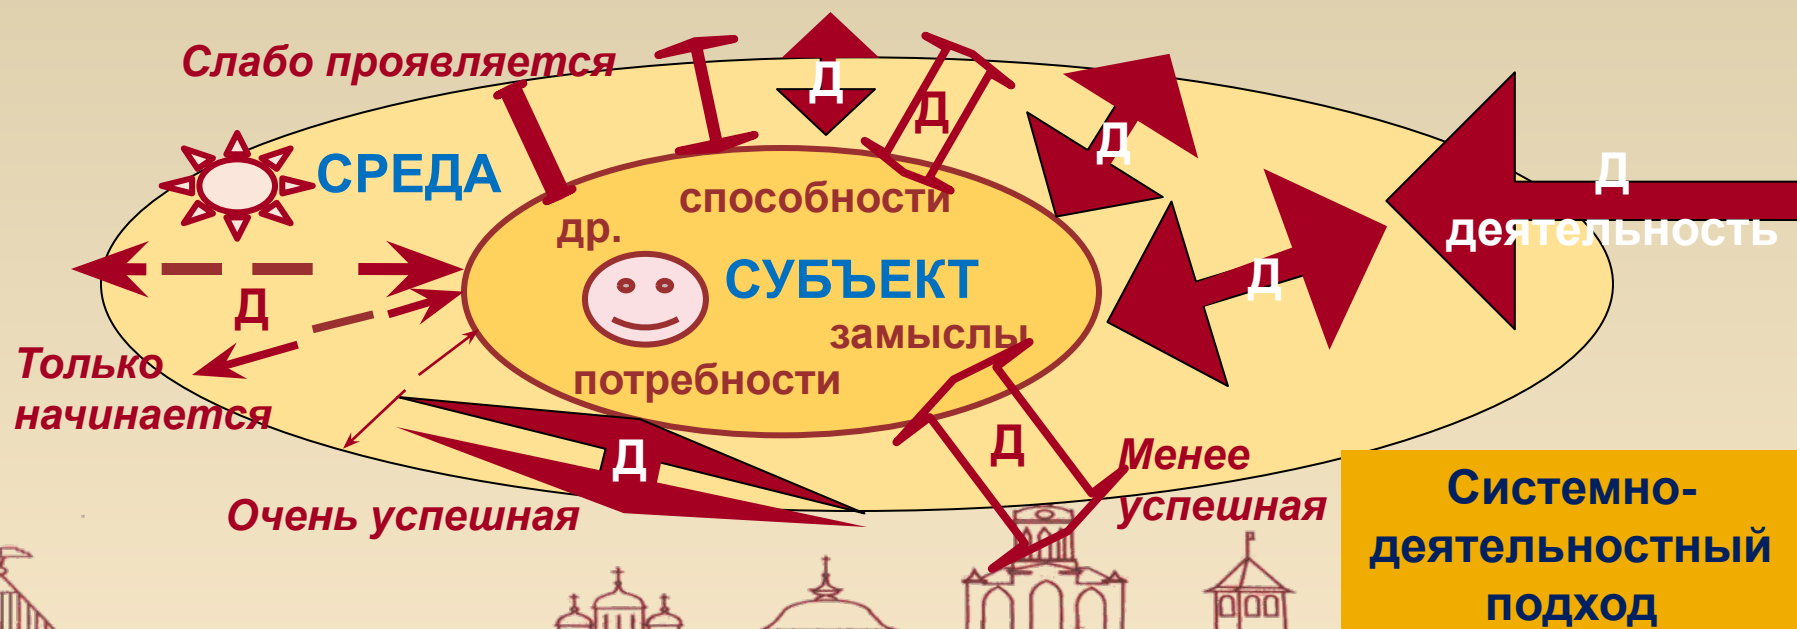 Слабо проявляется
Д
Д
Д
Д
деятельность
СРЕДА
способности
др.
СУБЪЕКТ
Д
замыслы
потребности
Д
Только
начинается
Д
Очень успешная
Д
Менее
успешная
Системно-
деятельностный
подход